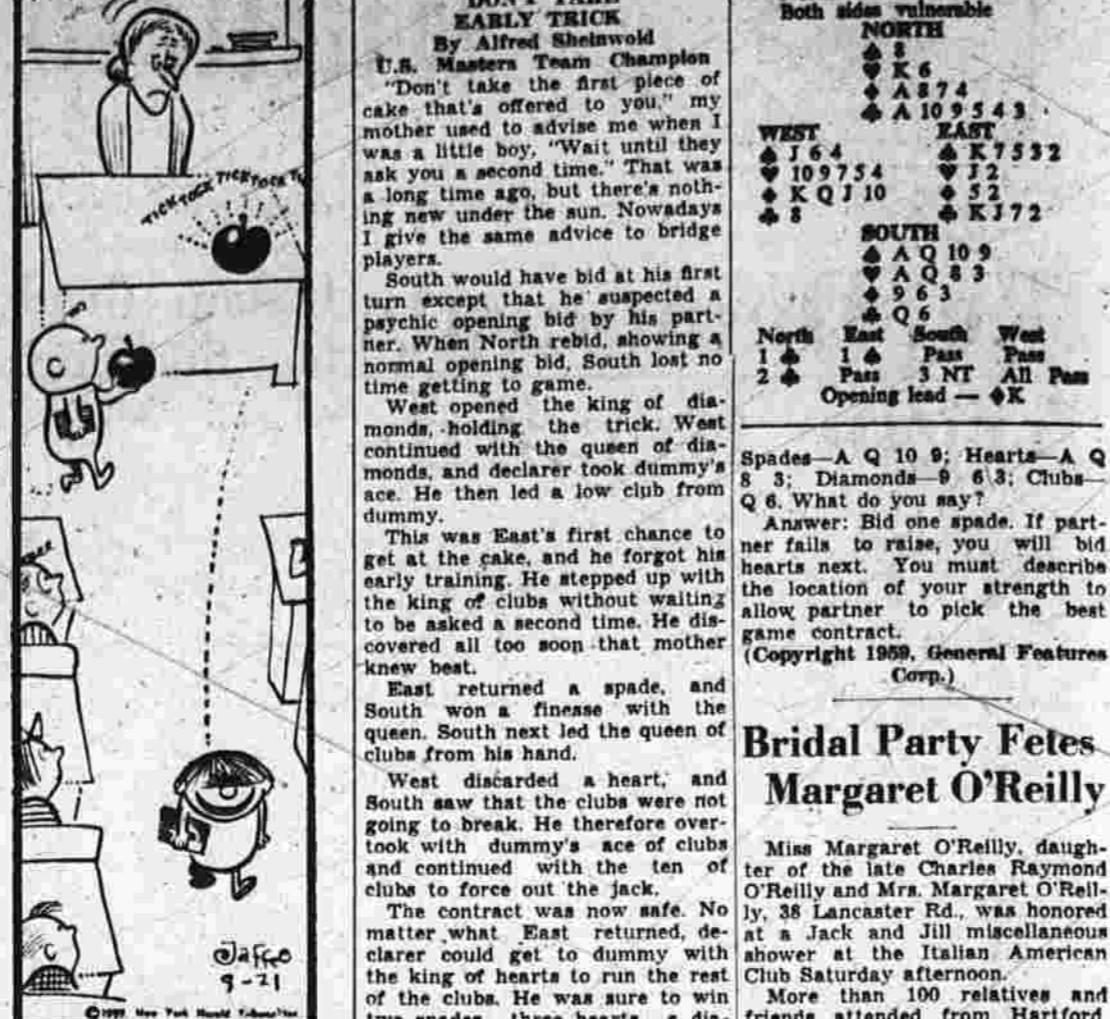 TICK TOCK TICK TOCK
Jaffee
9-21
EARLY TRICK
By Alfred Sheinwold
U.S. Masters Team Champion
"Don't take the first piece of
cake that's offered to you," my
mother used to advise me when I
was a little boy, "Wait until they
ask you a second time." That was
a long time ago, but there's noth-
ing new under the sun. Nowadays
I give the same advice to bridge
players.
South would have bid at his first
turn except that he suspected a
psychic opening bid by his part-
ner. When North rebid, showing a
normal opening bid, South lost no
time getting to game.
West opened the king of dia-
monds, holding the trick. West
continued with the queen of dia-
monds, and declarer took dummy's
ace. He then led a low club from
dummy.
This was East's first chance to
get at the cake, and he forgot his
early training. He stepped up with
the king of clubs without waiting
to be asked a second time. He dis-
covered all too soon that mother
knew best.
East returned a spade, and
South won a finesse with the
queen. South next led the queen of
clubs from his hand.
West discarded a heart, and
South saw that the clubs were not
going to break. He therefore over-
took with dummy's ace of clubs
and continued with the ten of
clubs to force out the jack.
The contract was now safe. No
matter what East returned, de-
clarer could get to dummy with
the king of hearts to run the rest
of the clubs. He was sure to win
Both sides vulnerable
NORTH
♠ 8
♥ K 6
♦ A 8 7 4
♣ A 10 9 5 4 3
WEST EAST
♠ J 6 4 ♠ K 7 5 3 2
♥ 10 9 7 5 4 ♥ J 2
♦ K Q J 10 ♦ 5 2
♣ 8 ♣ K J 7 2
SOUTH
♠ A Q 10 9
♥ A Q 8 3
♦ 9 6 3
♣ Q 6
North East South West
1 ♣ 1 ♠ Pass Pass
2 ♣ Pass 3 NT All Pass
Opening lead — ♦K
Spades—A Q 10 9; Hearts—A Q
8 3; Diamonds—9 6 3; Clubs—
Q 6. What do you say?
Answer: Bid one spade. If part-
ner fails to raise, you will bid
hearts next. You must describe
the location of your strength to
allow partner to pick the best
game contract.
(Copyright 1959, General Features
Corp.)
Bridal Party Fetes
Margaret O'Reilly
Miss Margaret O'Reilly, daugh-
ter of the late Charles Raymond
O'Reilly and Mrs. Margaret O'Reil-
ly, 38 Lancaster Rd., was honored
at a Jack and Jill miscellaneous
shower at the Italian American
Club Saturday afternoon.
More than 100 relatives and
friends attended from Hartford